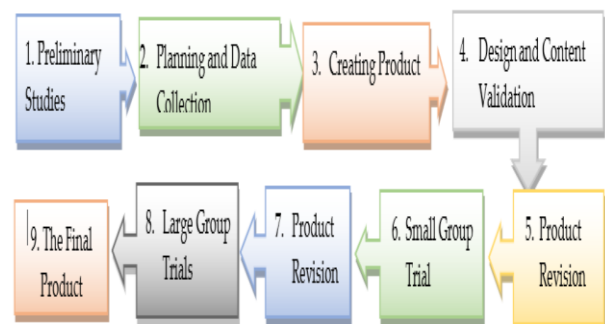 1. Preliminary
Studies
2. Planning and Data
Collection
3. Creating Product
4. Design and Content
Validation
5. Product
Revision
6. Small Group
Trial
7. Product
Revision
8. Large Group
Trials
9. The Final
Product